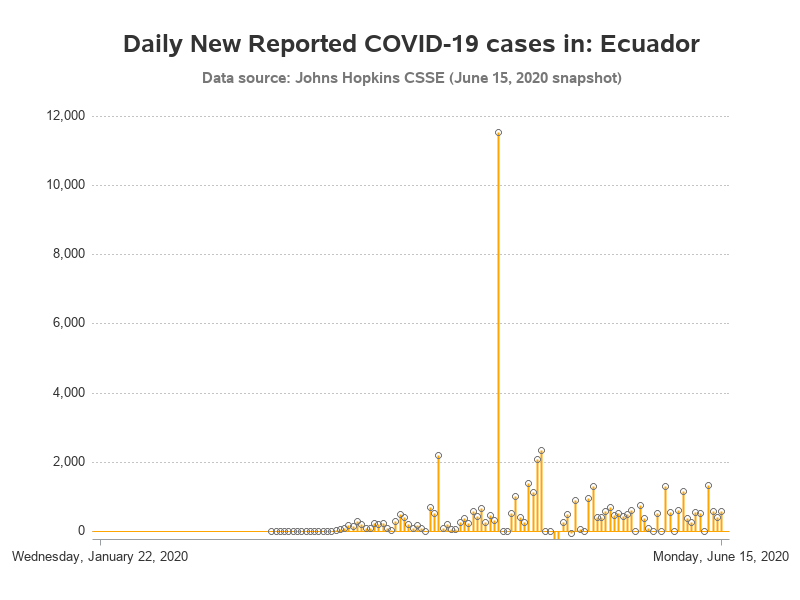 Daily New Reported COVID-19 cases in: Ecuador
Data source: Johns Hopkins CSSE (June 15, 2020 snapshot)
12,000
10,000
8,000
6,000
4,000
2,000
0
Wednesday, January 22, 2020
Monday, June 15, 2020